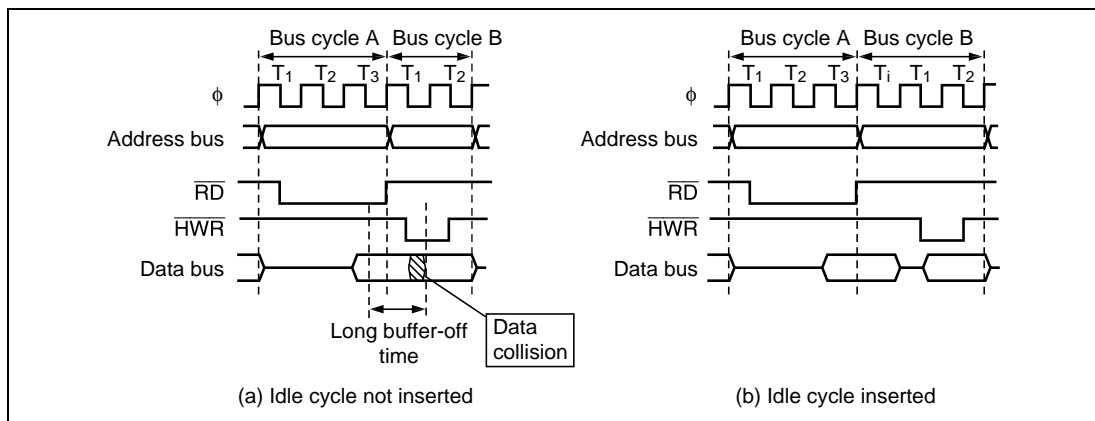 Bus cycle A Bus cycle B
T1 T2 T3 T1 T2
φ
Address bus
RD
HWR
Data bus
Long buffer-off
time
Data
collision
(a) Idle cycle not inserted
Bus cycle A Bus cycle B
T1 T2 T3 Ti T1 T2
φ
Address bus
RD
HWR
Data bus
(b) Idle cycle inserted